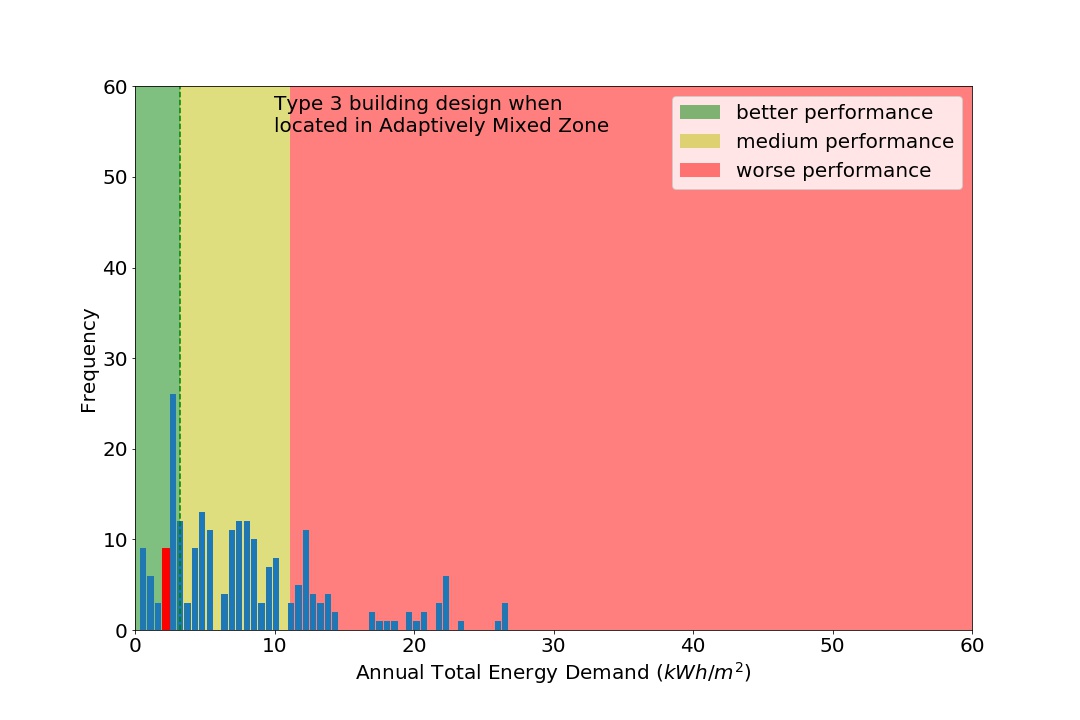 Type 3 building design when
located in Adaptively Mixed Zone
better performance
medium performance
worse performance
Frequency
60
50
40
30
20
10
0
0 10 20 30 40 50 60
Annual Total Energy Demand (kWh/m²)